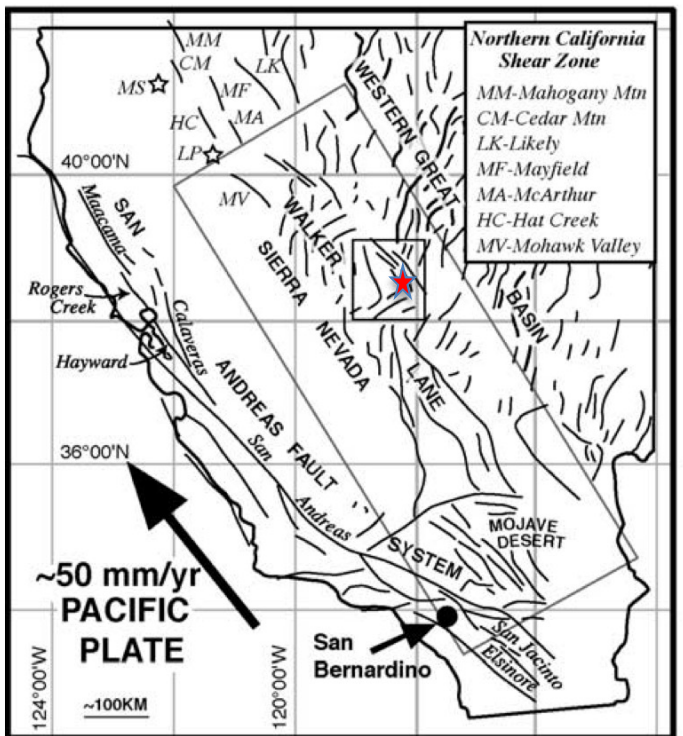 Northern California
Shear Zone
MM-Mahogany Mtn
CM-Cedar Mtn
LK-Likely
MF-Mayfield
MA-McArthur
HC-Hat Creek
MV-Mohawk Valley
MM
CM
LK
MS
MF
MA
HC
LP
MV
40°00'N
WESTERN GREAT
BASIN
WALKER
LANE
SIERRA
NEVADA
Maacama
SAN
ANDREAS FAULT
SYSTEM
Rogers
Creek
Calaveras
Hayward
36°00'N
San
Andreas
MOJAVE
DESERT
~50 mm/yr
PACIFIC
PLATE
San
Bernardino
San Jacinto
Elsinore
124°00'W
120°00'W
~100KM